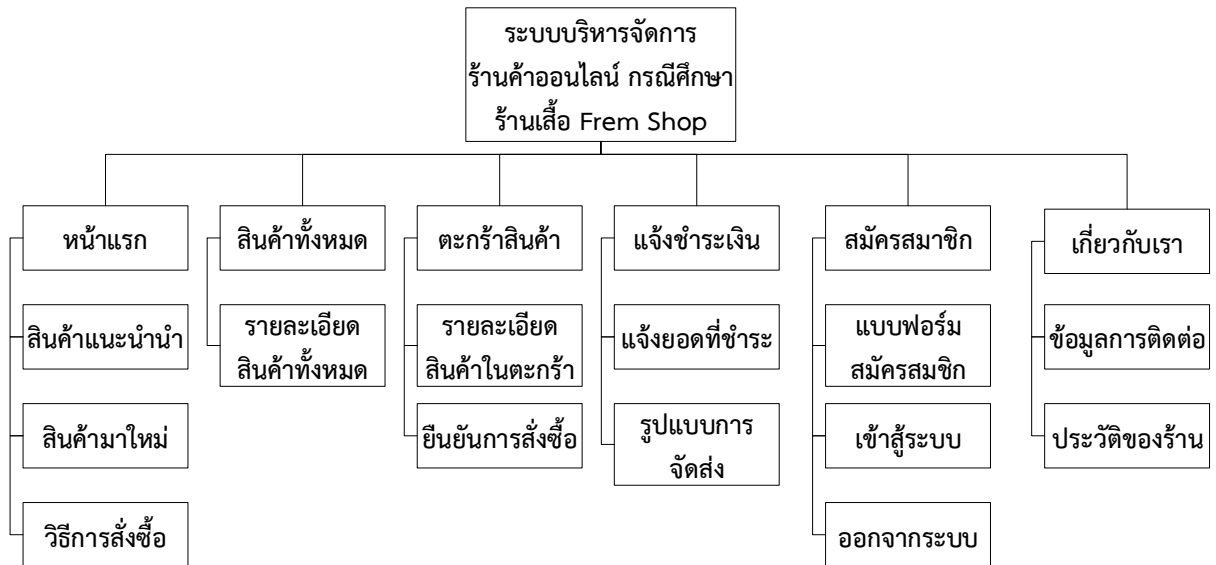 ระบบบริหารจัดการ
ร้านค้าออนไลน์ กรณีศึกษา
ร้านเสื้อ Frem Shop
หน้าแรก
สินค้าทั้งหมด
ตะกร้าสินค้า
แจ้งชำระเงิน
สมัครสมาชิก
เกี่ยวกับเรา
สินค้าแนะนำนำ
รายละเอียด
สินค้าทั้งหมด
รายละเอียด
สินค้าในตะกร้า
แจ้งยอดที่ชำระ
แบบฟอร์ม
สมัครสมชิก
ข้อมูลการติดต่อ
สินค้ามาใหม่
ยืนยันการสั่งซื้อ
รูปแบบการ
จัดส่ง
เข้าสู้ระบบ
ประวัติของร้าน
วิธีการสั่งซื้อ
ออกจากระบบ